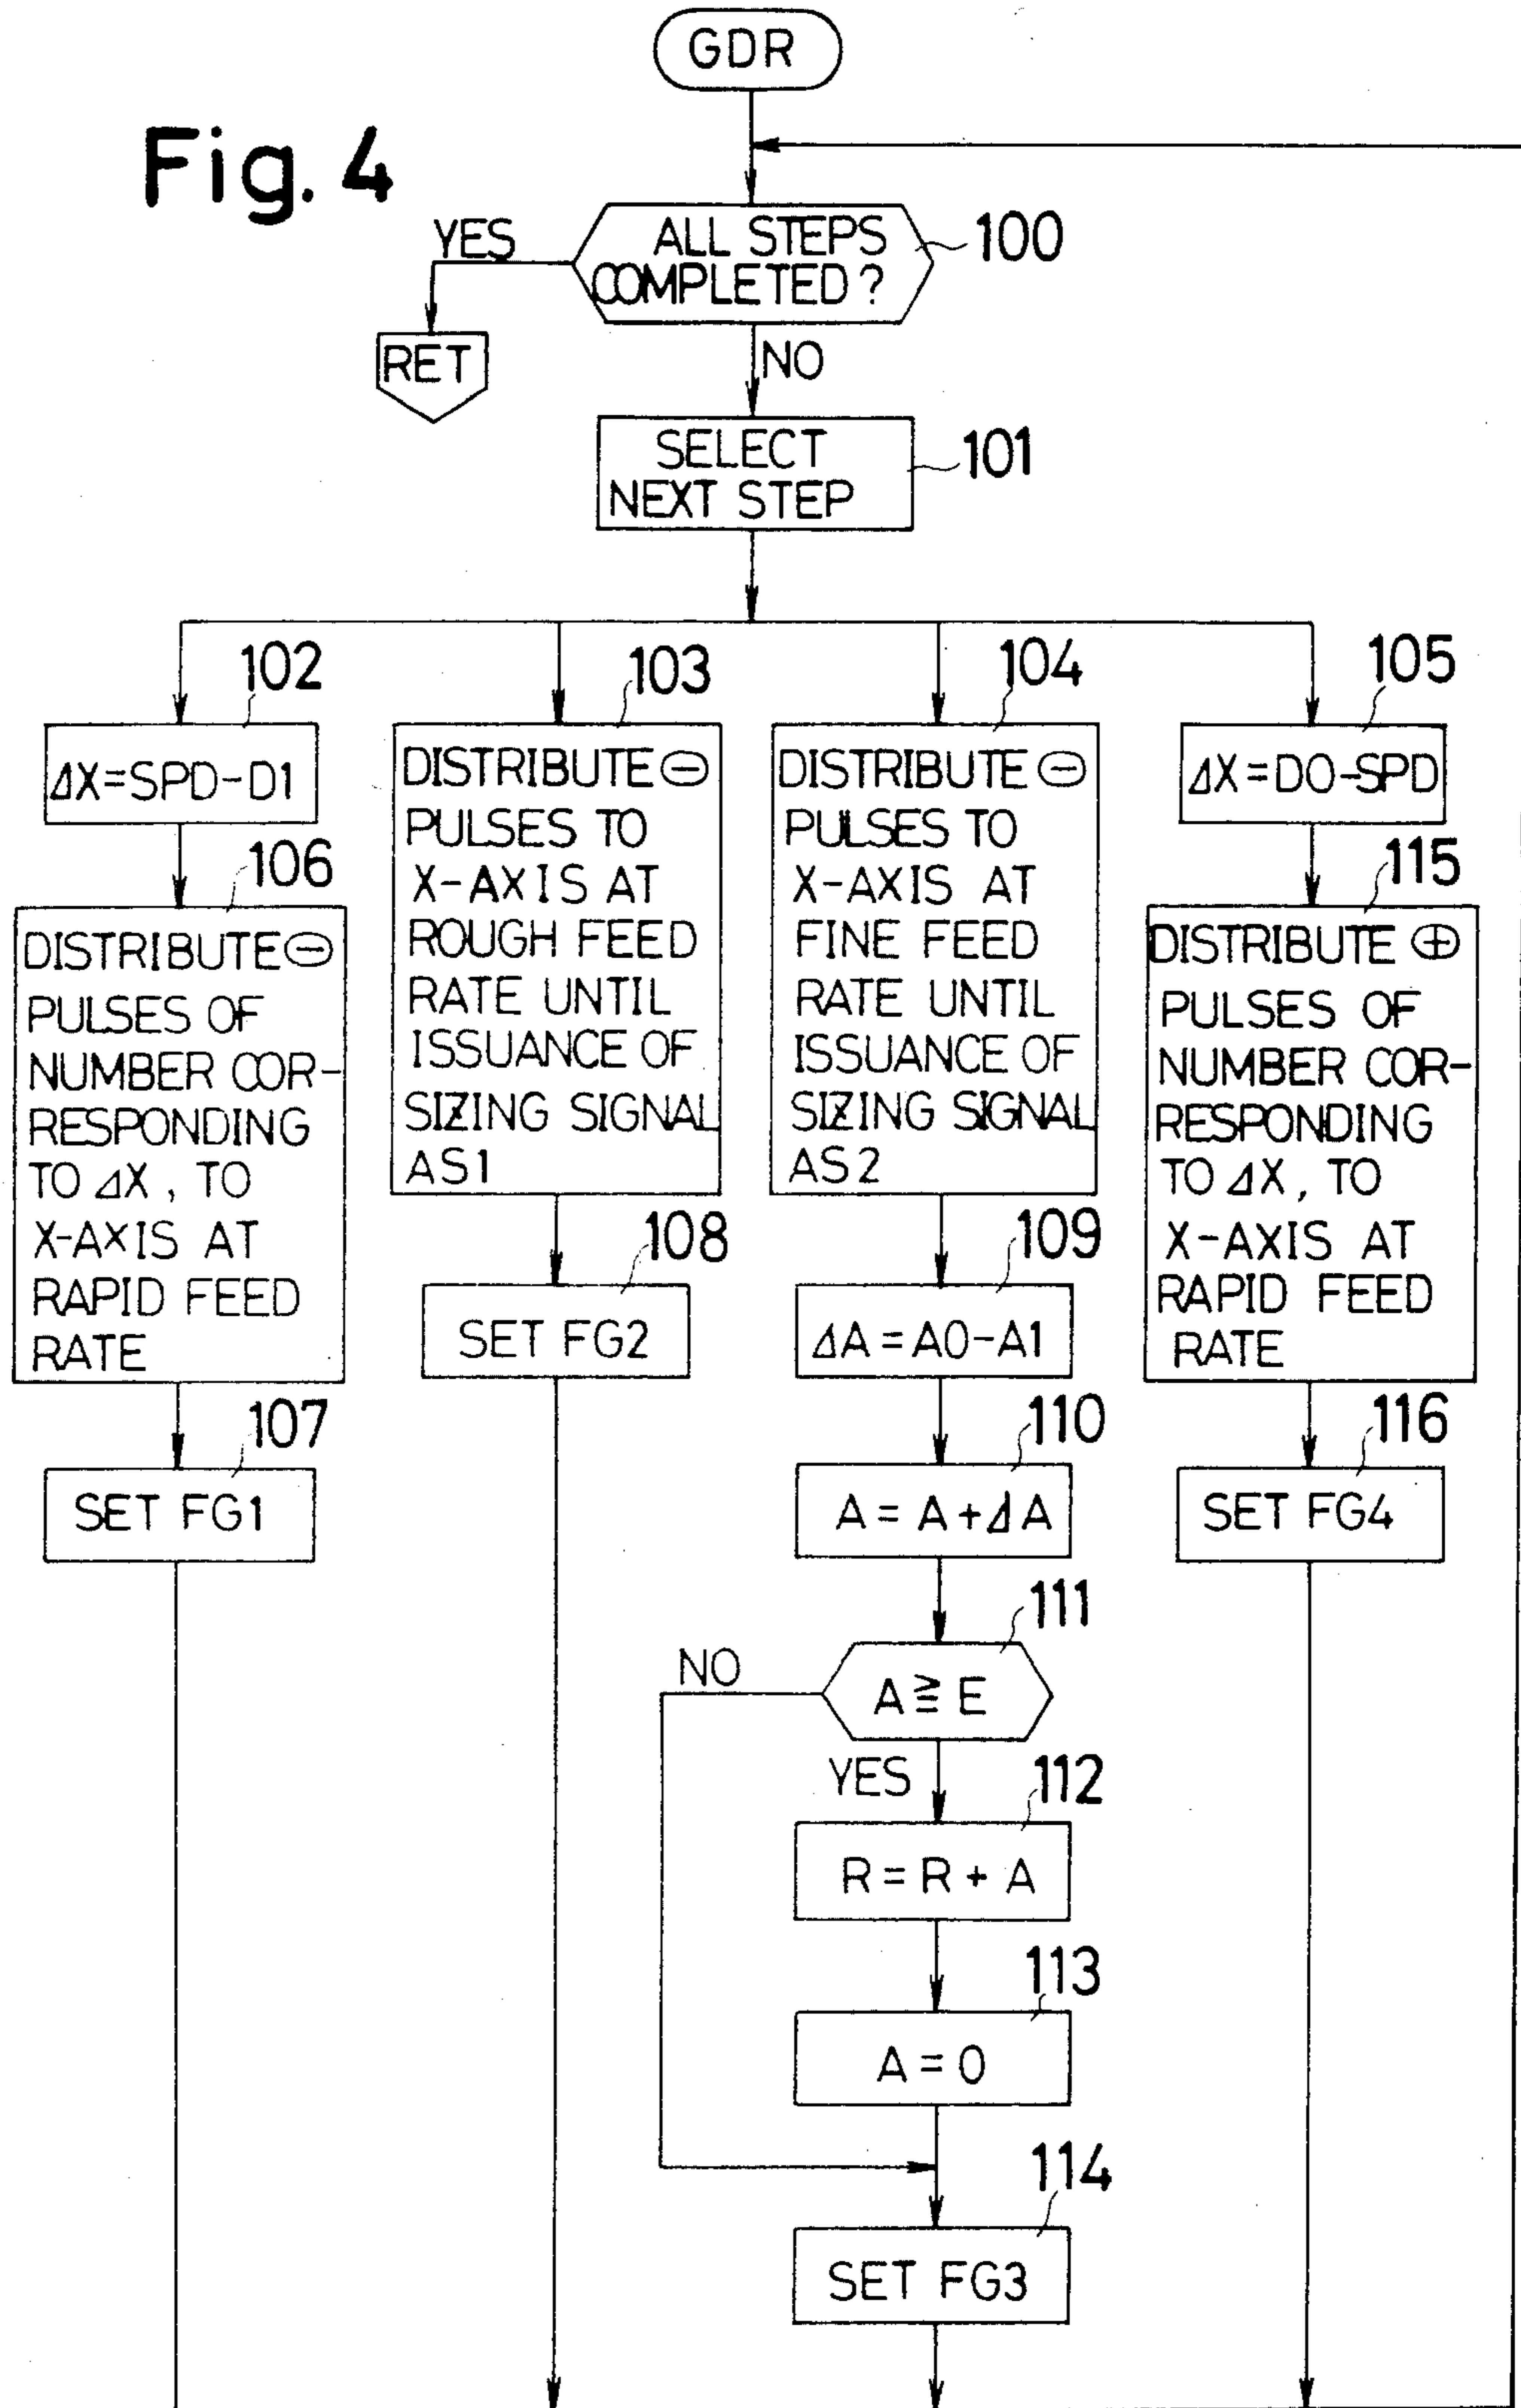 GDR
Fig. 4
YES
ALL STEPS
COMPLETED ?
100
RET
NO
SELECT
NEXT STEP
101
102
ΔX=SPD-D1
106
DISTRIBUTE ⊖
PULSES OF
NUMBER COR-
RESPONDING
TO ΔX, TO
X-AXIS AT
RAPID FEED
RATE
107
SET FG1
103
DISTRIBUTE ⊖
PULSES TO
X-AXIS AT
ROUGH FEED
RATE UNTIL
ISSUANCE OF
SIZING SIGNAL
AS1
108
SET FG2
104
DISTRIBUTE ⊖
PULSES TO
X-AXIS AT
FINE FEED
RATE UNTIL
ISSUANCE OF
SIZING SIGNAL
AS2
109
ΔA = A0-A1
110
A = A + ΔA
111
A ≧ E
NO
YES
112
R = R + A
113
A = 0
114
SET FG3
105
ΔX=D0-SPD
115
DISTRIBUTE ⊕
PULSES OF
NUMBER COR-
RESPONDING
TO ΔX, TO
X-AXIS AT
RAPID FEED
RATE
116
SET FG4